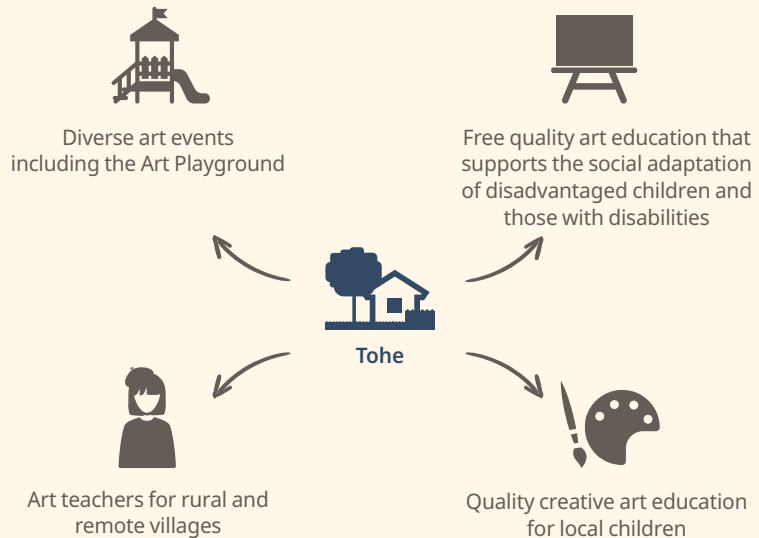 Diverse art events
including the Art Playground
Free quality art education that
supports the social adaptation
of disadvantaged children and
those with disabilities
Tohe
Art teachers for rural and
remote villages
Quality creative art education
for local children